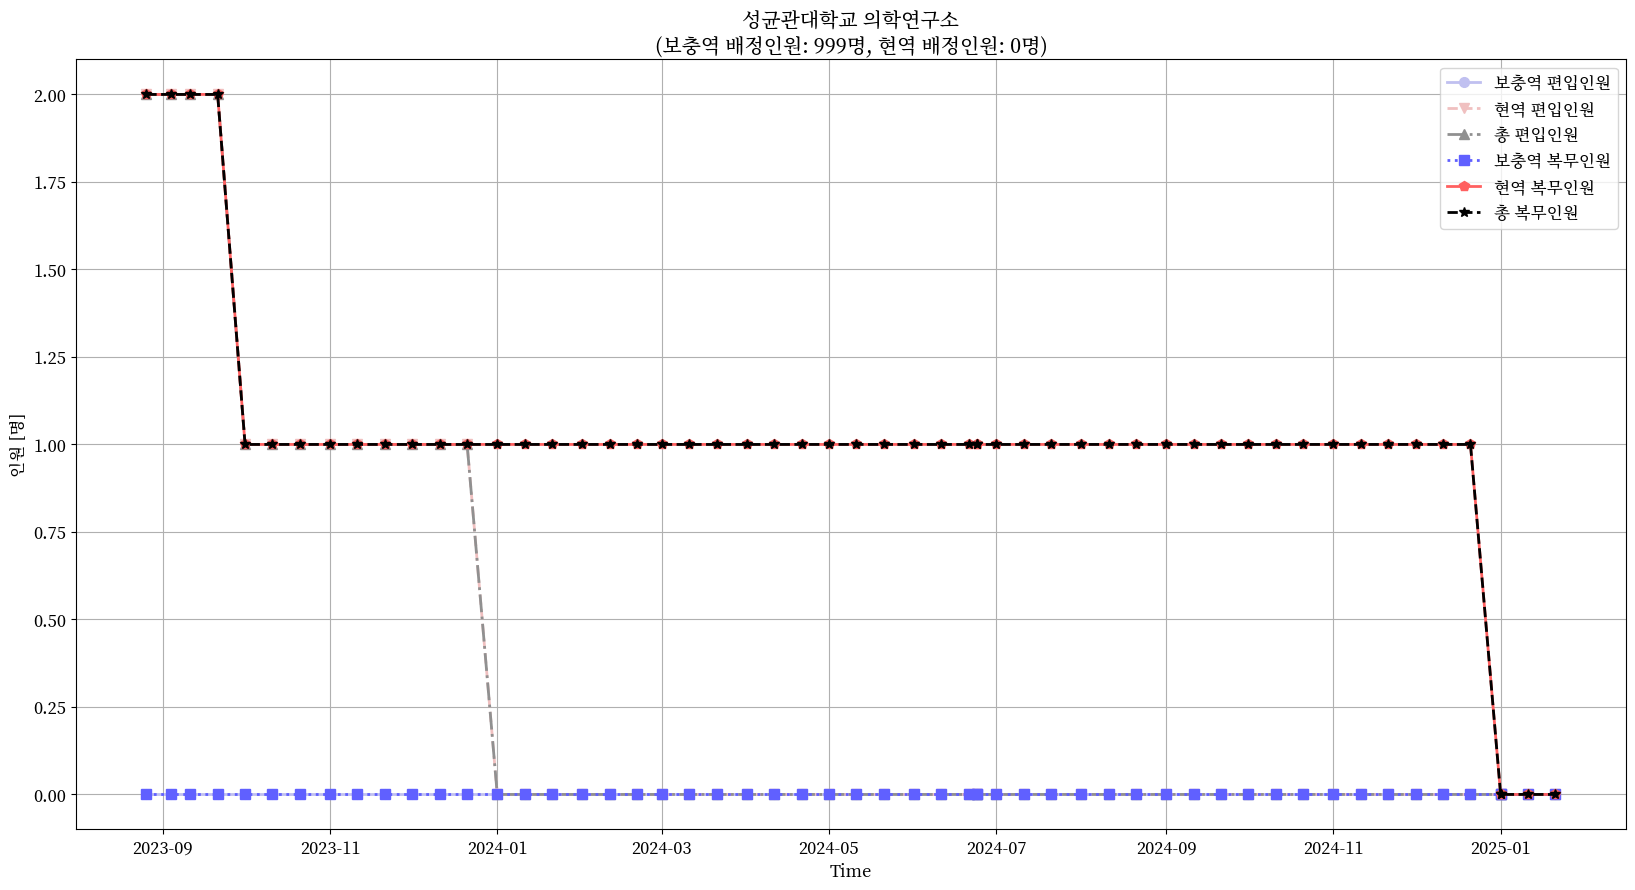 성균관대학교 의학연구소
(보충역 배정인원: 999명, 현역 배정인원: 0명)
보충역 편입인원
현역 편입인원
총 편입인원
보충역 복무인원
현역 복무인원
총 복무인원
인원 [명]
2.00
1.75
1.50
1.25
1.00
0.75
0.50
0.25
0.00
2023-09 2023-11 2024-01 2024-03 2024-05 2024-07 2024-09 2024-11 2025-01
Time